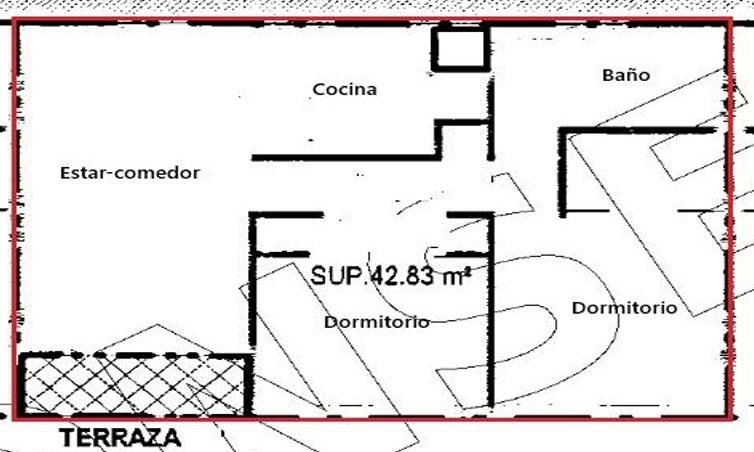 Cocina
Baño
Estar-comedor
SUP.42.83 m²
Dormitorio
Dormitorio
TERRAZA